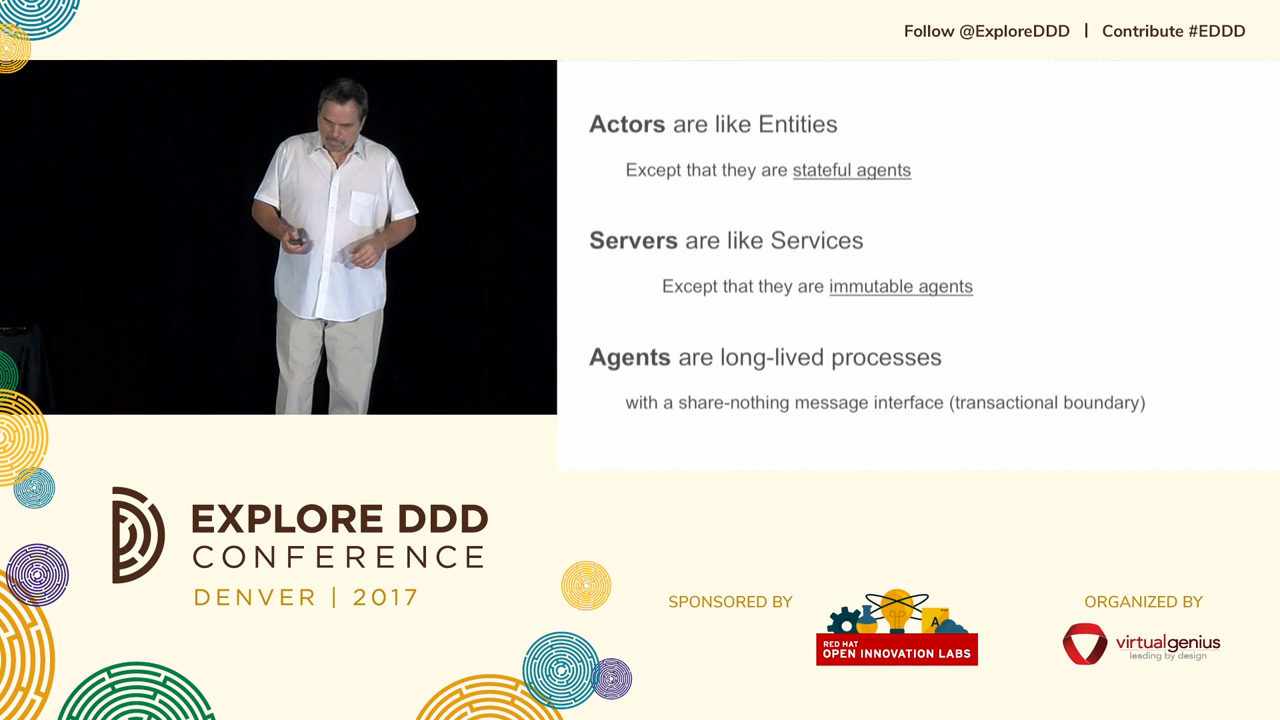 Follow @ExploreDDD | Contribute #EDDD
Actors are like Entities
Except that they are stateful agents
Servers are like Services
Except that they are immutable agents
Agents are long-lived processes
with a share-nothing message interface (transactional boundary)
EXPLORE DDD
CONFERENCE
DENVER | 2017
SPONSORED BY
A
RED HAT
OPEN INNOVATION LABS
ORGANIZED BY
virtualgenius
leading by design